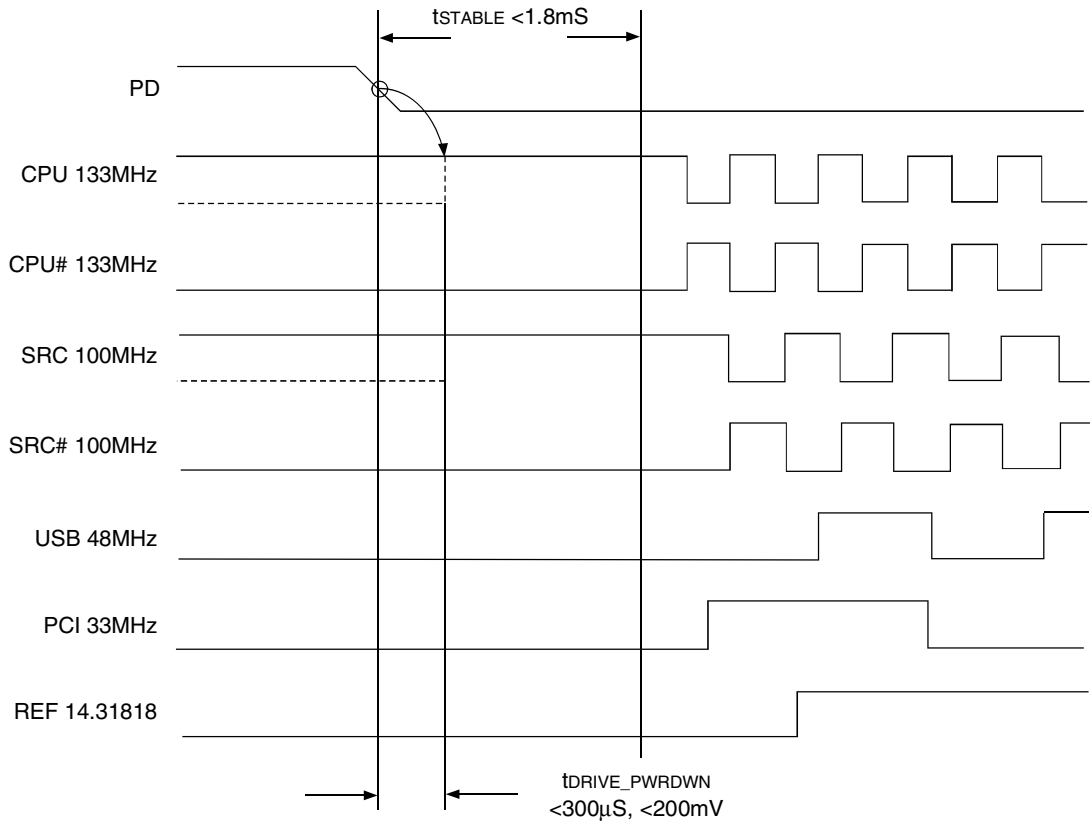 tSTABLE <1.8mS
PD
CPU 133MHz
CPU# 133MHz
SRC 100MHz
SRC# 100MHz
USB 48MHz
PCI 33MHz
REF 14.31818
tDRIVE_PWRDWN
<300µS, <200mV